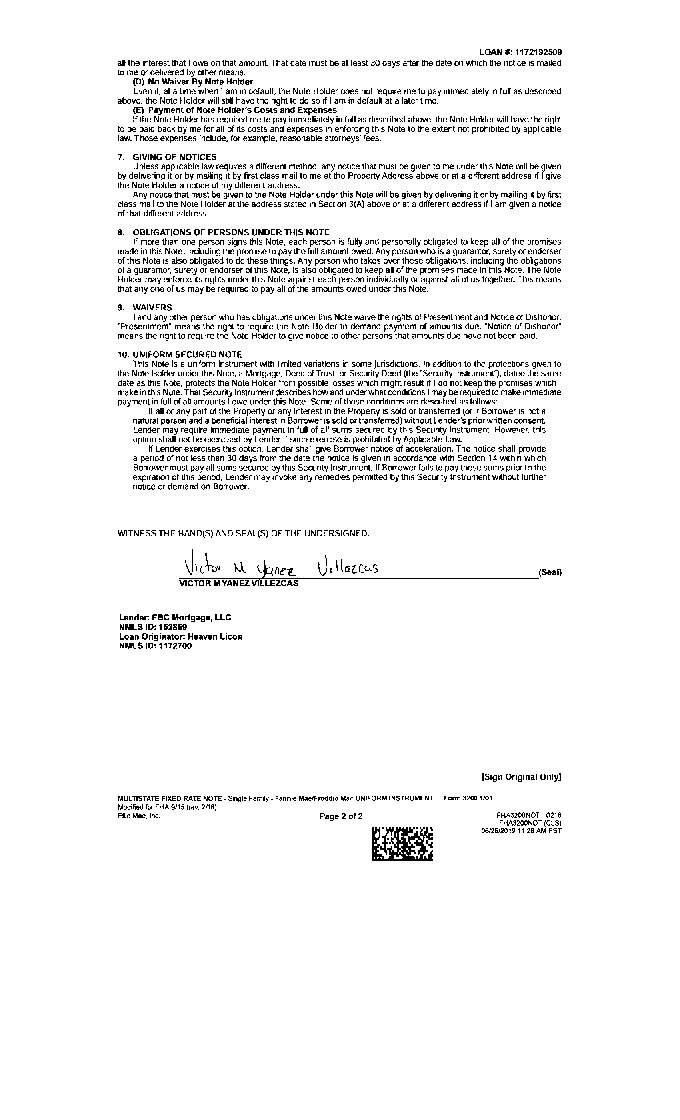 LOAN #: 1172192509
all the interest that I owe on that amount. That date must be at least 30 days after the date on which the notice is mailed
to me or delivered by other means.
(D) No Waiver By Note Holder
Even if, at a time when I am in default, the Note Holder does not require me to pay immediately in full as described
above, the Note Holder will still have the right to do so if I am in default at a later time.
(E) Payment of Note Holder's Costs and Expenses
If the Note Holder has required me to pay immediately in full as described above, the Note Holder will have the right
to be paid back by me for all of its costs and expenses in enforcing this Note to the extent not prohibited by applicable
law. Those expenses include, for example, reasonable attorneys' fees.
7. GIVING OF NOTICES
Unless applicable law requires a different method, any notice that must be given to me under this Note will be given
by delivering it or by mailing it by first class mail to me at the Property Address above or at a different address if I give
the Note Holder a notice of my different address.
Any notice that must be given to the Note Holder under this Note will be given by delivering it or by mailing it by first
class mail to the Note Holder at the address stated in Section 3(A) above or at a different address if I am given a notice
of that different address.
8. OBLIGATIONS OF PERSONS UNDER THIS NOTE
If more than one person signs this Note, each person is fully and personally obligated to keep all of the promises
made in this Note, including the promise to pay the full amount owed. Any person who is a guarantor, surety or endorser
of this Note is also obligated to do these things. Any person who takes over these obligations, including the obligations
of a guarantor, surety or endorser of this Note, is also obligated to keep all of the promises made in this Note. The Note
Holder may enforce its rights under this Note against each person individually or against all of us together. This means
that any one of us may be required to pay all of the amounts owed under this Note.
9. WAIVERS
I and any other person who has obligations under this Note waive the rights of Presentment and Notice of Dishonor.
"Presentment" means the right to require the Note Holder to demand payment of amounts due. "Notice of Dishonor"
means the right to require the Note Holder to give notice to other persons that amounts due have not been paid.
10. UNIFORM SECURED NOTE
This Note is a uniform instrument with limited variations in some jurisdictions. In addition to the protections given to
the Note Holder under this Note, a Mortgage, Deed of Trust, or Security Deed (the "Security Instrument"), dated the same
date as this Note, protects the Note Holder from possible losses which might result if I do not keep the promises which I
make in this Note. That Security Instrument describes how and under what conditions I may be required to make immediate
payment in full of all amounts I owe under this Note. Some of those conditions are described as follows:
If all or any part of the Property or any Interest in the Property is sold or transferred (or if Borrower is not a
natural person and a beneficial interest in Borrower is sold or transferred) without Lender's prior written consent,
Lender may require immediate payment in full of all sums secured by this Security Instrument. However, this
option shall not be exercised by Lender if such exercise is prohibited by Applicable Law.
If Lender exercises this option, Lender shall give Borrower notice of acceleration. The notice shall provide
a period of not less than 30 days from the date the notice is given in accordance with Section 14 within which
Borrower must pay all sums secured by this Security Instrument. If Borrower fails to pay these sums prior to the
expiration of this period, Lender may invoke any remedies permitted by this Security Instrument without further
notice or demand on Borrower.
WITNESS THE HAND(S) AND SEAL(S) OF THE UNDERSIGNED.
Victor M Yanez Villezcas
(Seal)
VICTOR M YANEZ VILLEZCAS
Lender: FBC Mortgage, LLC
NMLS ID: 152859
Loan Originator: Heaven Licon
NMLS ID: 1172700
[Sign Original Only]
MULTISTATE FIXED RATE NOTE - Single Family - Fannie Mae/Freddie Mac UNIFORM INSTRUMENT Form 3200 1/01
Modified for FHA 9/15 (rev. 2/16)
Ellie Mae, Inc.
Page 2 of 2
FHA3200NOT 0216
FHA3200NOT (CLS)
06/26/2019 11:28 AM PST